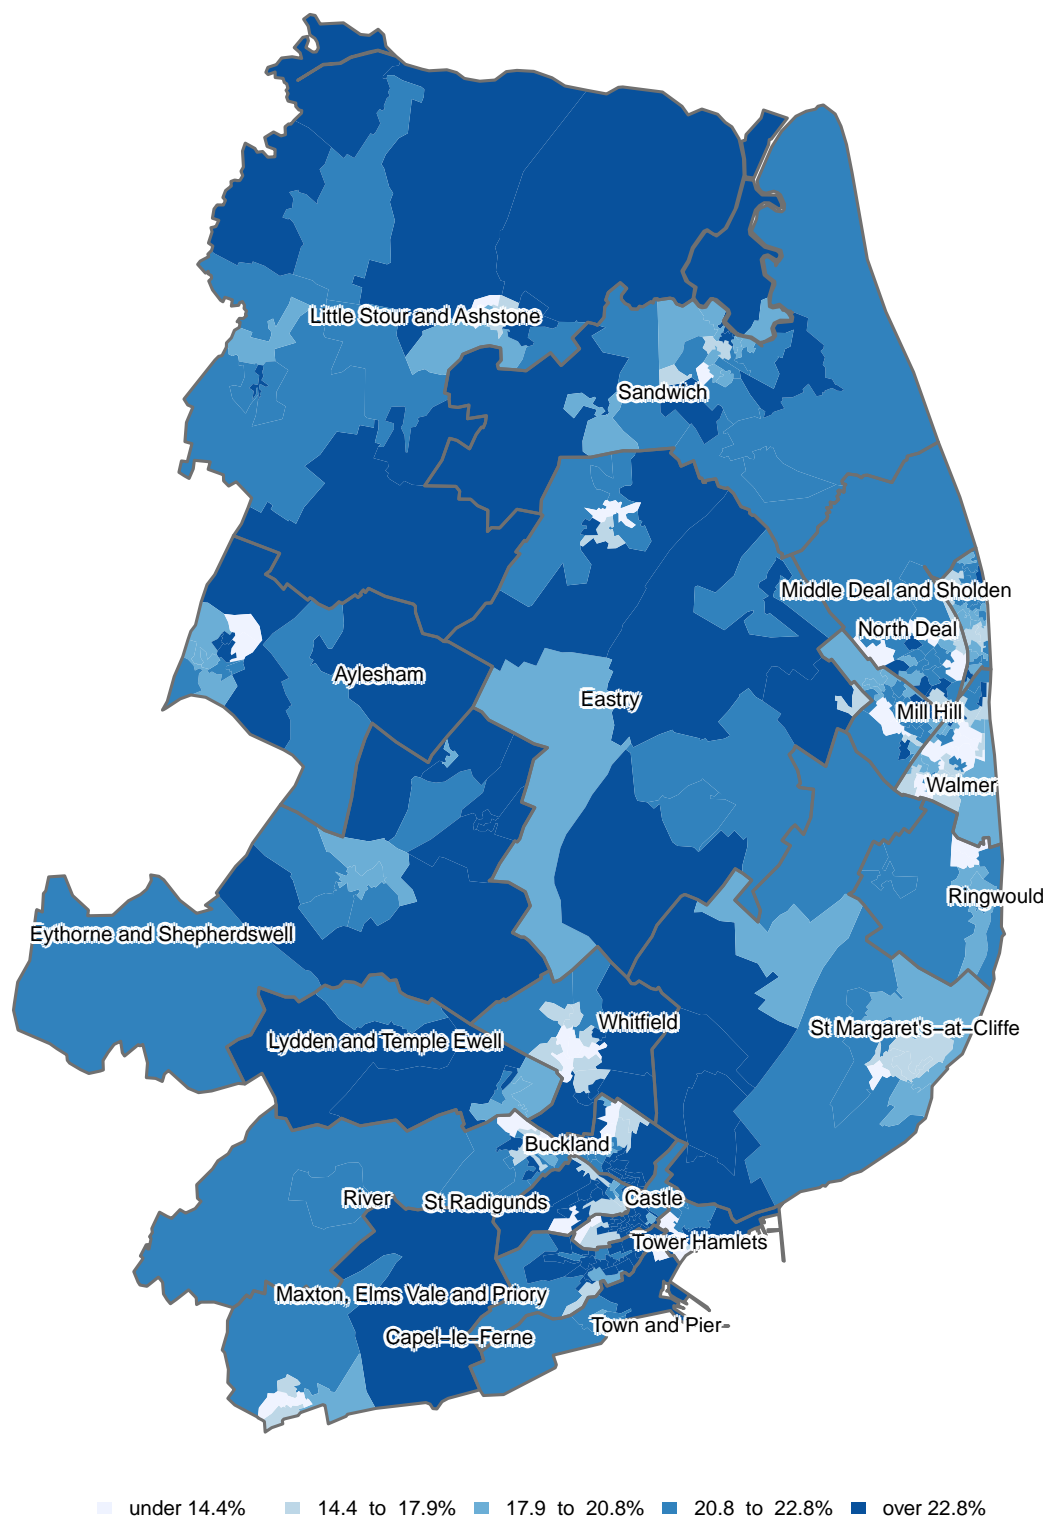 Little Stour and Ashstone
Sandwich
Middle Deal and Sholden
North Deal
Aylesham
Eastry
Mill Hill
Walmer
Ringwould
Eythorne and Shepherdswell
Whitfield
St Margaret's−at−Cliffe
Lydden and Temple Ewell
Buckland
River
St Radigunds
Castle
Tower Hamlets
Maxton, Elms Vale and Priory
Town and Pier
Capel−le−Ferne
under 14.4% 14.4 to 17.9% 17.9 to 20.8% 20.8 to 22.8% over 22.8%